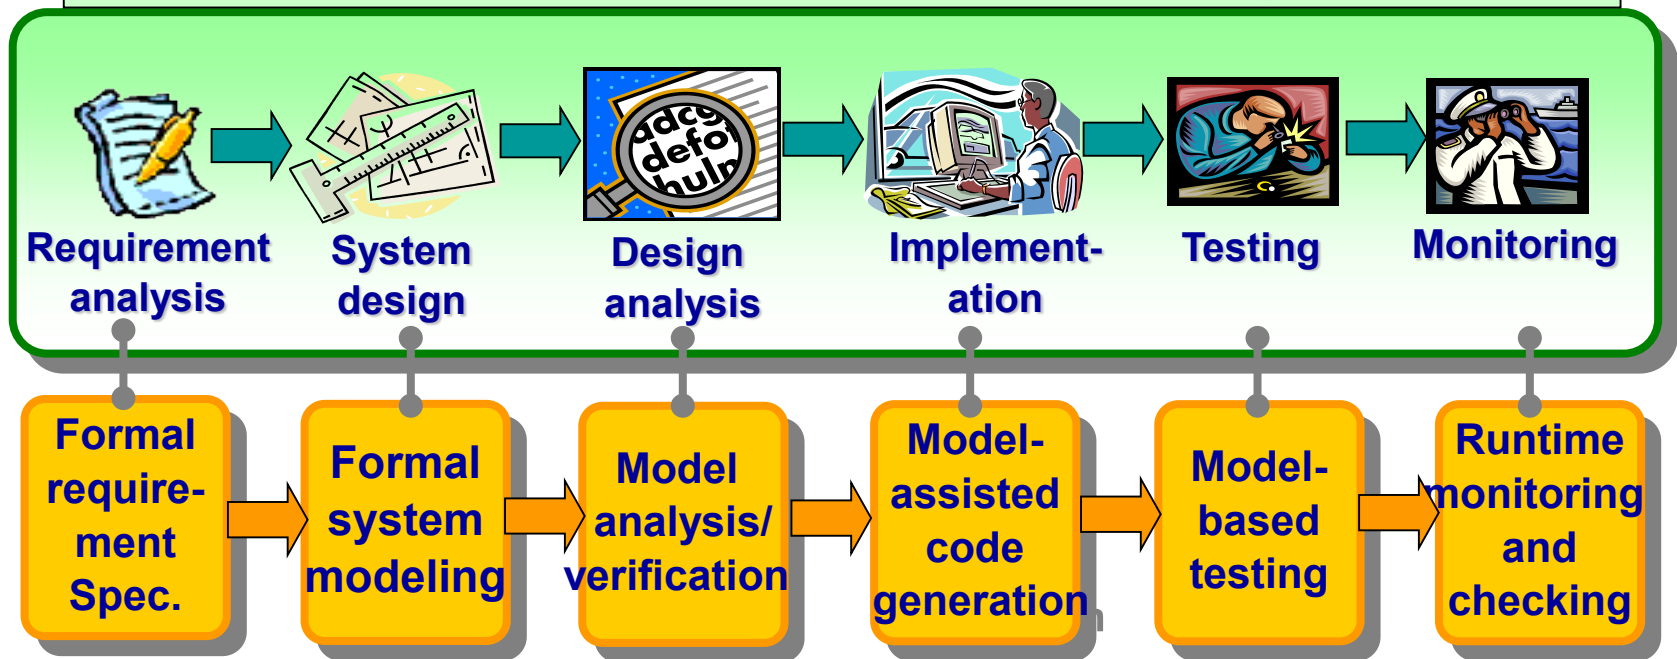 Requirement
analysis
System
design
Design
analysis
Implement-
ation
Testing
Monitoring
Formal
require-
ment
Spec.
Formal
system
modeling
Model
analysis/
verification
Model-
assisted
code
generation
Model-
based
testing
Runtime
monitoring
and
checking